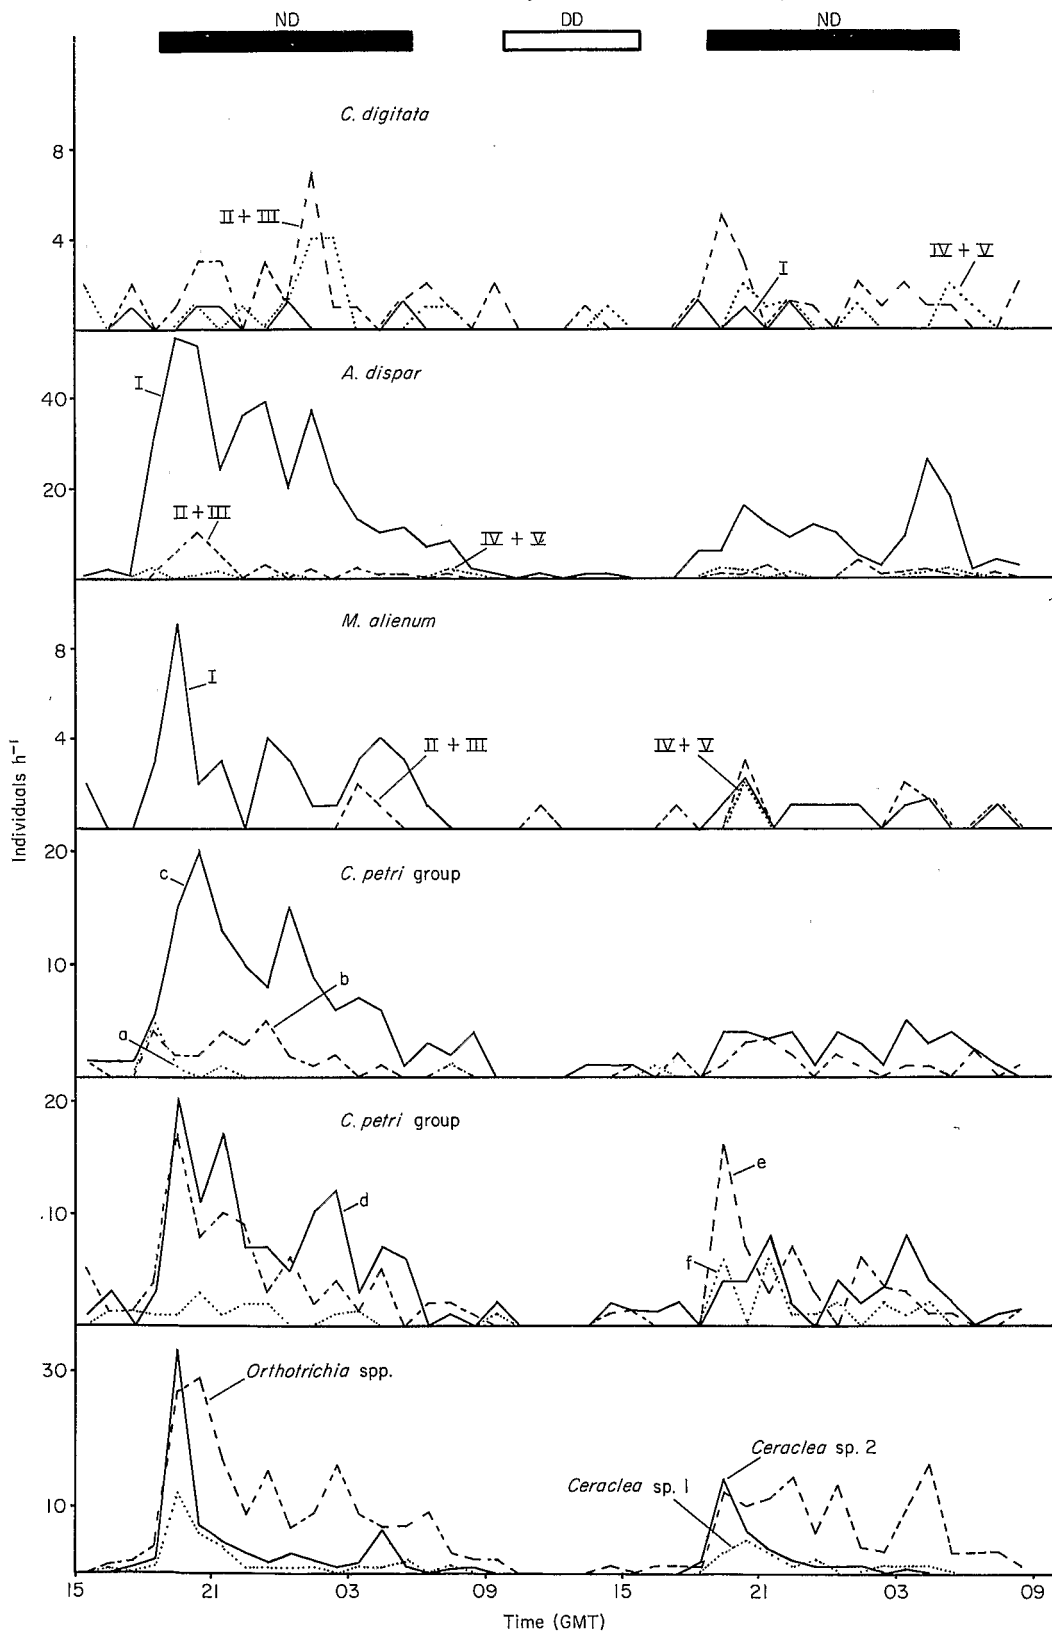 ND DD ND
C. digitata
8
II + III
4
I
IV + V
A. dispar
I
40
20
II + III
IV + V
M. alienum
8
I
4
II + III
IV + V
Individuals h⁻¹
20
C. petri group
c
10
b
a
20
C. petri group
e
d
10
f
30
Orthotrichia spp.
Ceraclea sp. 2
Ceraclea sp. 1
10
15 21 03 09 15 21 03 09
Time (GMT)